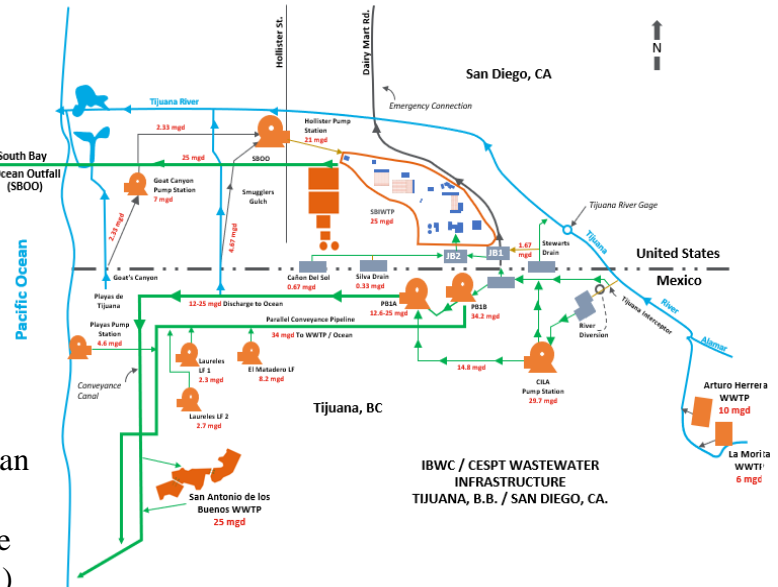 Hollister St.
Dairy Mart Rd.
N
San Diego, CA
Emergency Connection
Tijuana River
2.33 mgd
Hollister Pump
Station
21 mgd
SBOO
25 mgd
South Bay
Ocean Outfall
(SBOO)
Goat Canyon
Pump Station
7 mgd
Smugglers
Gulch
SBIWTP
25 mgd
2.33 mgd
4.67 mgd
Tijuana River Gage
JB2
JB1
1.67
mgd
Stewarts
Drain
Tijuana
United States
Mexico
Pacific Ocean
Goat's Canyon
Cañon Del Sol
0.67 mgd
Silva Drain
0.33 mgd
Playas de
Tijuana
12-25 mgd Discharge to Ocean
PB1A
12.6-25 mgd
PB1B
34.2 mgd
River
Diversion
Tijuana Interceptor
River
Alamar
Playas Pump
Station
4.6 mgd
Parallel Conveyance Pipeline
34 mgd To WWTP / Ocean
Laureles
LF 1
2.3 mgd
El Matadero LF
8.2 mgd
14.8 mgd
CILA
Pump Station
29.7 mgd
Conveyance
Canal
Laureles LF 2
2.7 mgd
Tijuana, BC
Arturo Herrera
WWTP
10 mgd
La Morita
WWTP
6 mgd
an
San Antonio de los
Buenos WWTP
25 mgd
IBWC / CESPT WASTEWATER
INFRASTRUCTURE
TIJUANA, B.B. / SAN DIEGO, CA.
e
)